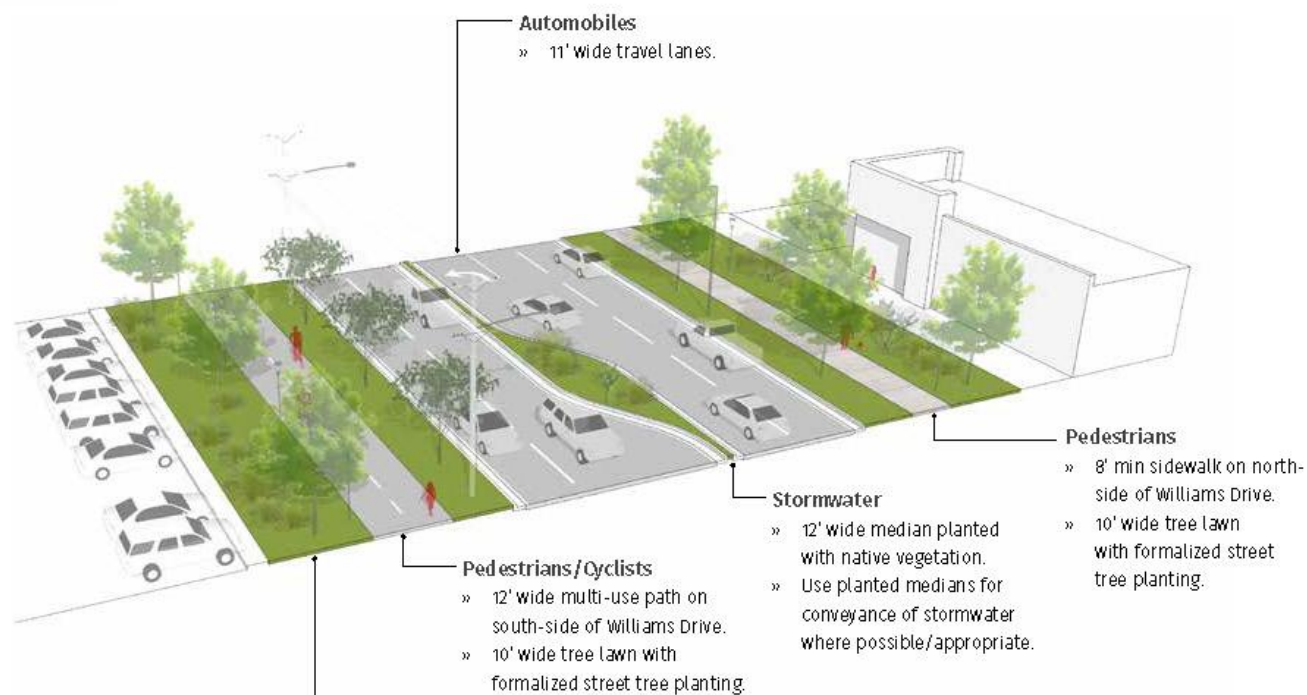 Automobiles
» 11' wide travel lanes.
Pedestrians
» 8' min sidewalk on north-
side of Williams Drive.
» 10' wide tree lawn
with formalized street
tree planting.
Stormwater
» 12' wide median planted
with native vegetation.
» Use planted medians for
conveyance of stormwater
where possible/appropriate.
Pedestrians/Cyclists
» 12' wide multi-use path on
south-side of Williams Drive.
» 10' wide tree lawn with
formalized street tree planting.